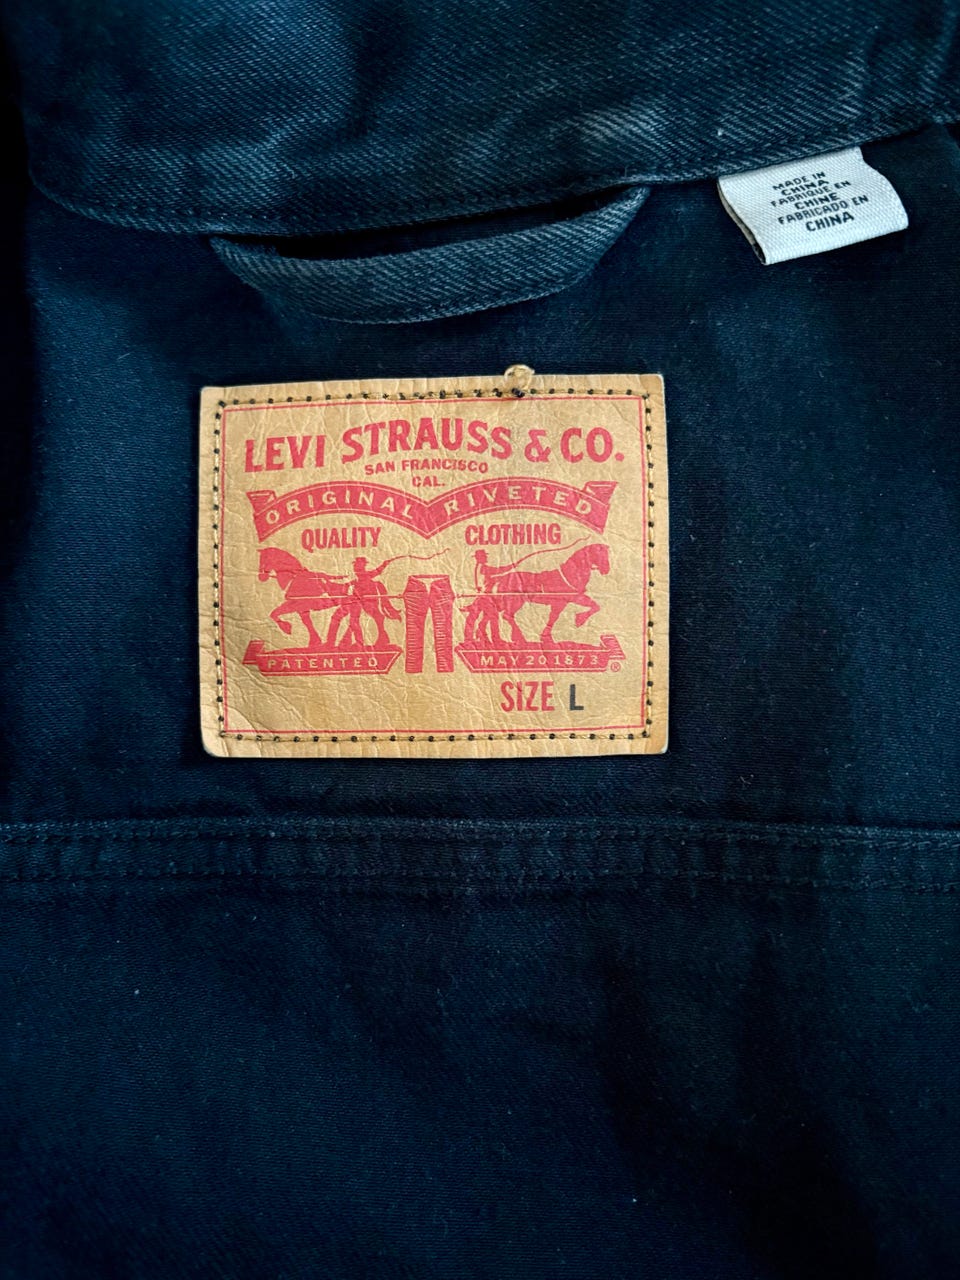 MADE IN
CHINA
FABRIQUE EN
CHINE
FABRICADO EN
CHINA
LEVI STRAUSS & CO.
SAN FRANCISCO
CAL.
ORIGINAL RIVETED
QUALITY CLOTHING
PATENTED MAY 20 1873 ®
SIZE L